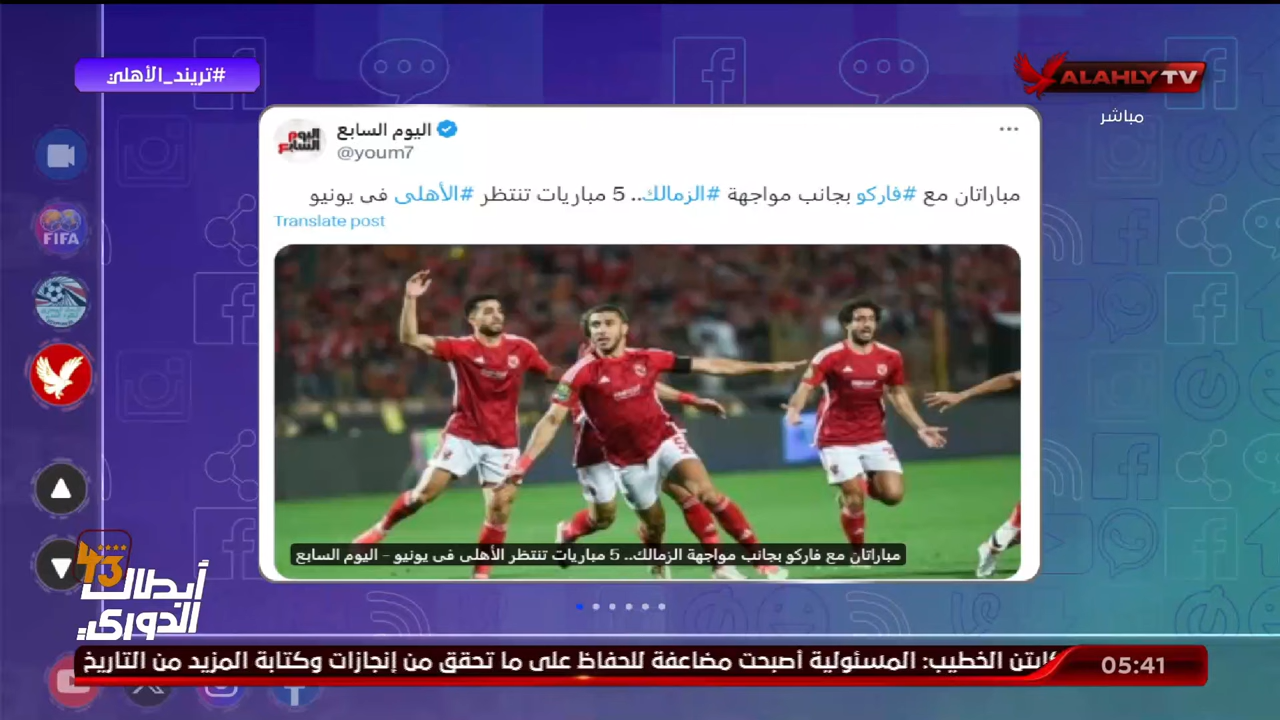 #تريند_الأهلي
ALAHLY TV
مباشر
اليوم السابع
@youm7
مباراتان مع #فاركو بجانب مواجهة #الزمالك.. 5 مباريات تنتظر #الأهلى فى يونيو
Translate post
FIFA
مباراتان مع فاركو بجانب مواجهة الزمالك.. 5 مباريات تنتظر الأهلى فى يونيو - اليوم السابع
43
أبطال
الدوري
الخطيب: المسئولية أصبحت مضاعفة للحفاظ على ما تحقق من إنجازات وكتابة المزيد من التاريخ
05:41